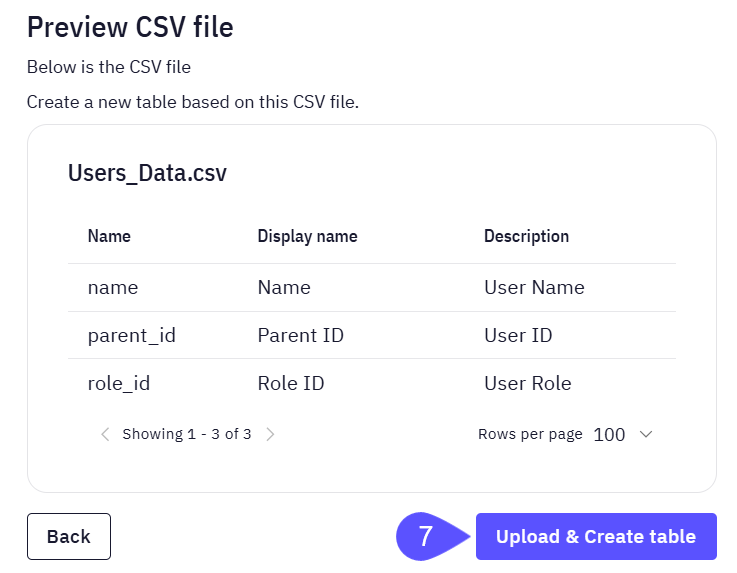 Preview CSV file
Below is the CSV file
Create a new table based on this CSV file.
Users_Data.csv
Name Display name Description
name Name User Name
parent_id Parent ID User ID
role_id Role ID User Role
Showing 1 - 3 of 3 Rows per page 100
Back 7 Upload & Create table